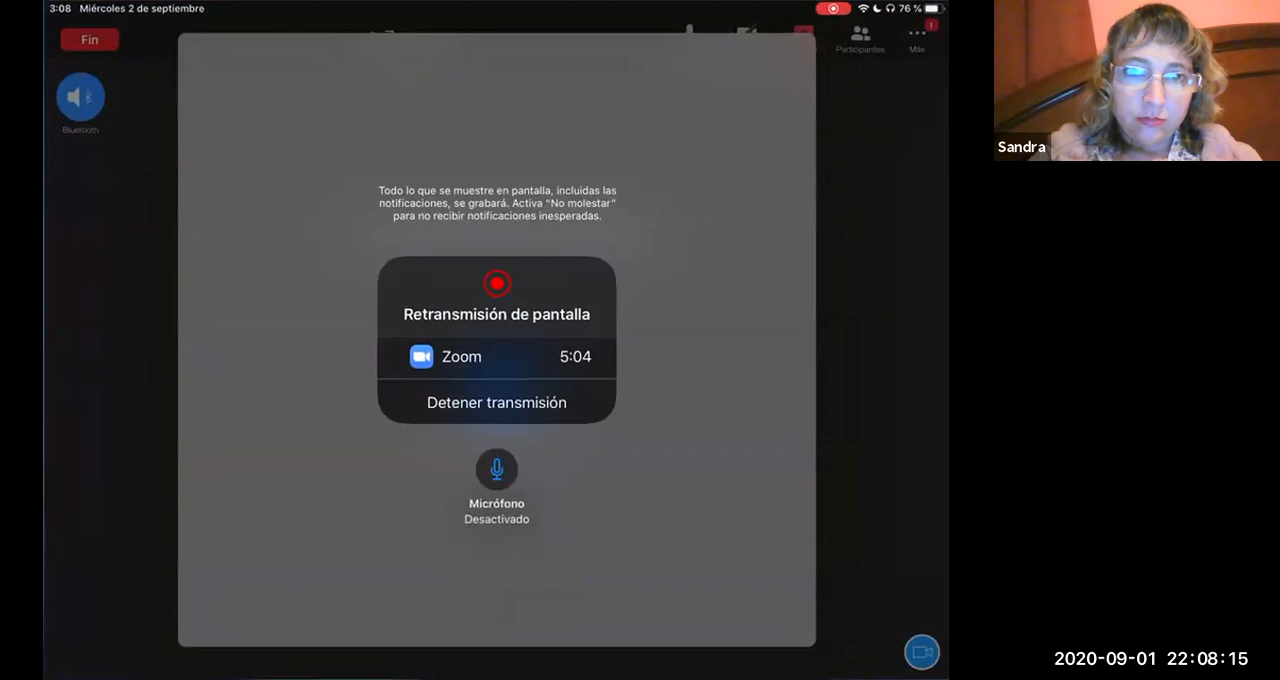 3:08 Miércoles 2 de septiembre
76 %
Fin
Participantes
Más
Bluetooth
Todo lo que se muestre en pantalla, incluidas las
notificaciones, se grabará. Activa “No molestar”
para no recibir notificaciones inesperadas.
Retransmisión de pantalla
Zoom 5:04
Detener transmisión
Micrófono
Desactivado
Sandra
2020-09-01 22:08:15